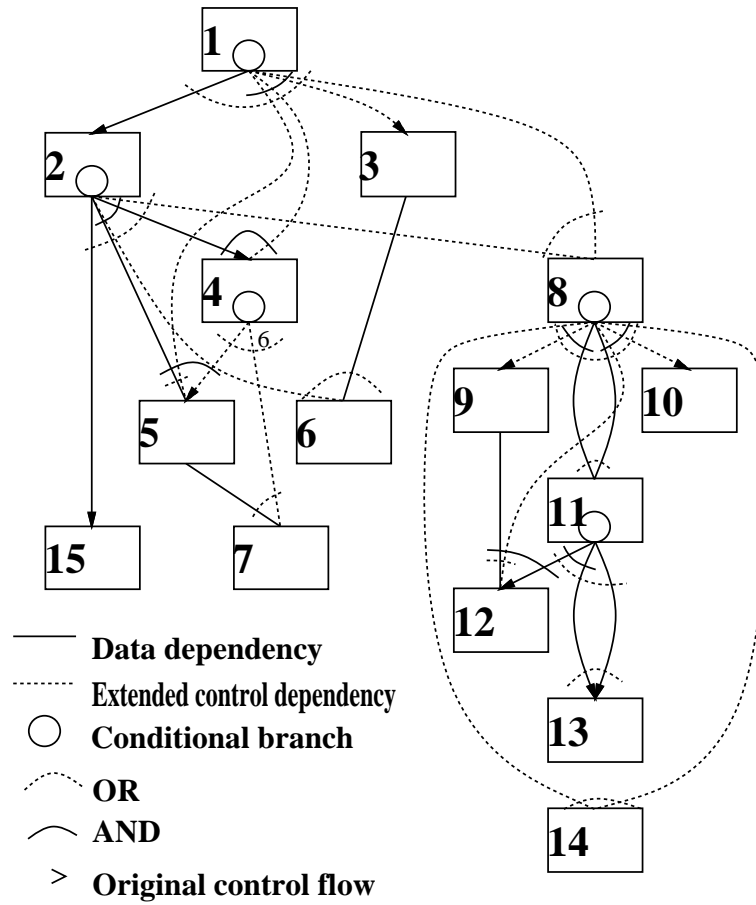 1
2
3
4
8
6
9
10
5
6
11
15
7
12
13
14
Data dependency
Extended control dependency
Conditional branch
OR
AND
Original control flow